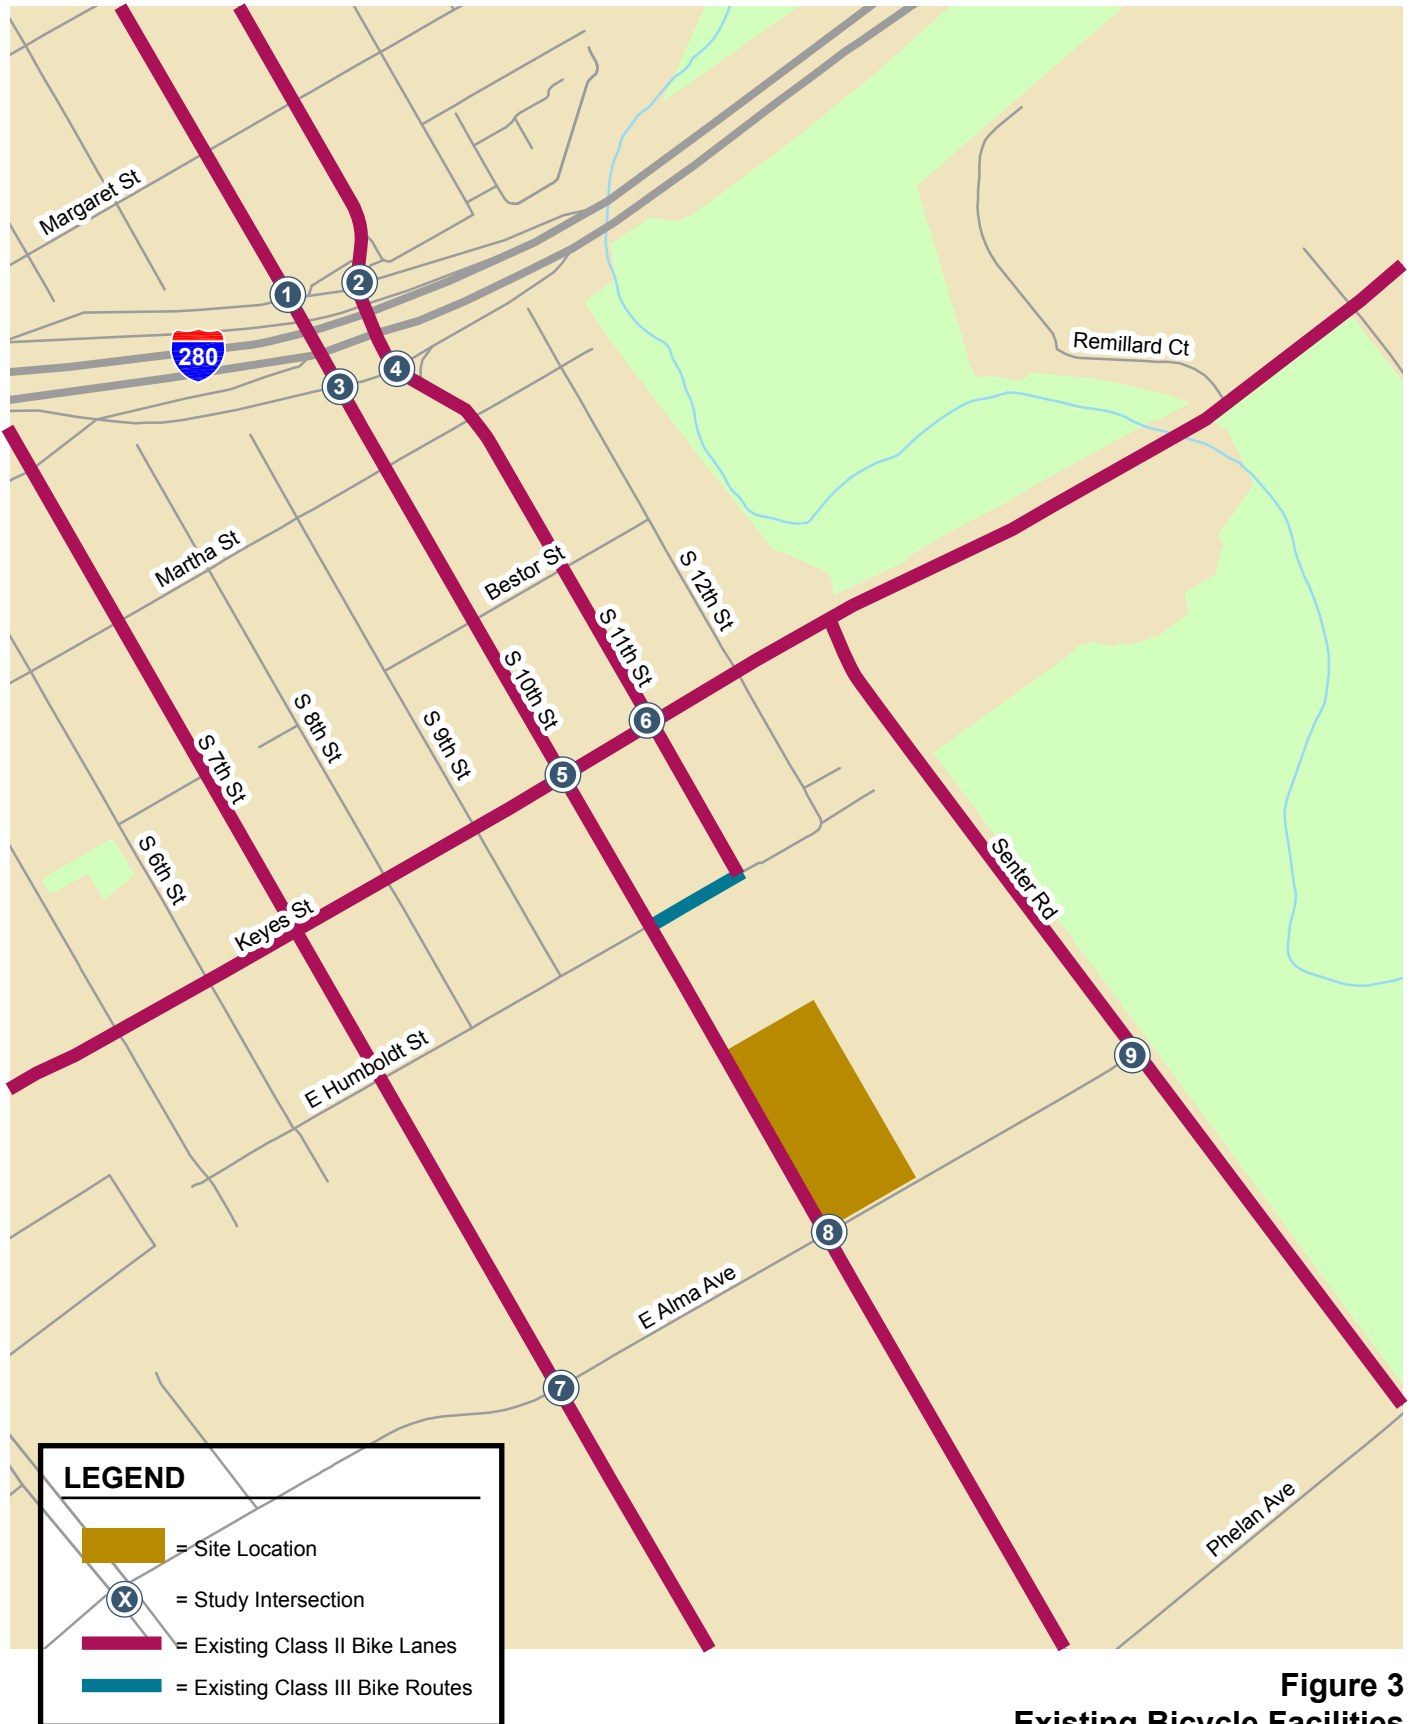 Margaret St
1
2
280
3
4
Remillard Ct
Martha St
Bestor St
S 12th St
S 11th St
S 10th St
S 9th St
S 8th St
S 7th St
S 6th St
6
5
Keyes St
Senter Rd
E Humboldt St
9
8
E Alma Ave
7
Phelan Ave
LEGEND
= Site Location
X = Study Intersection
= Existing Class II Bike Lanes
= Existing Class III Bike Routes
Figure 3
Existing Bicycle Facilities